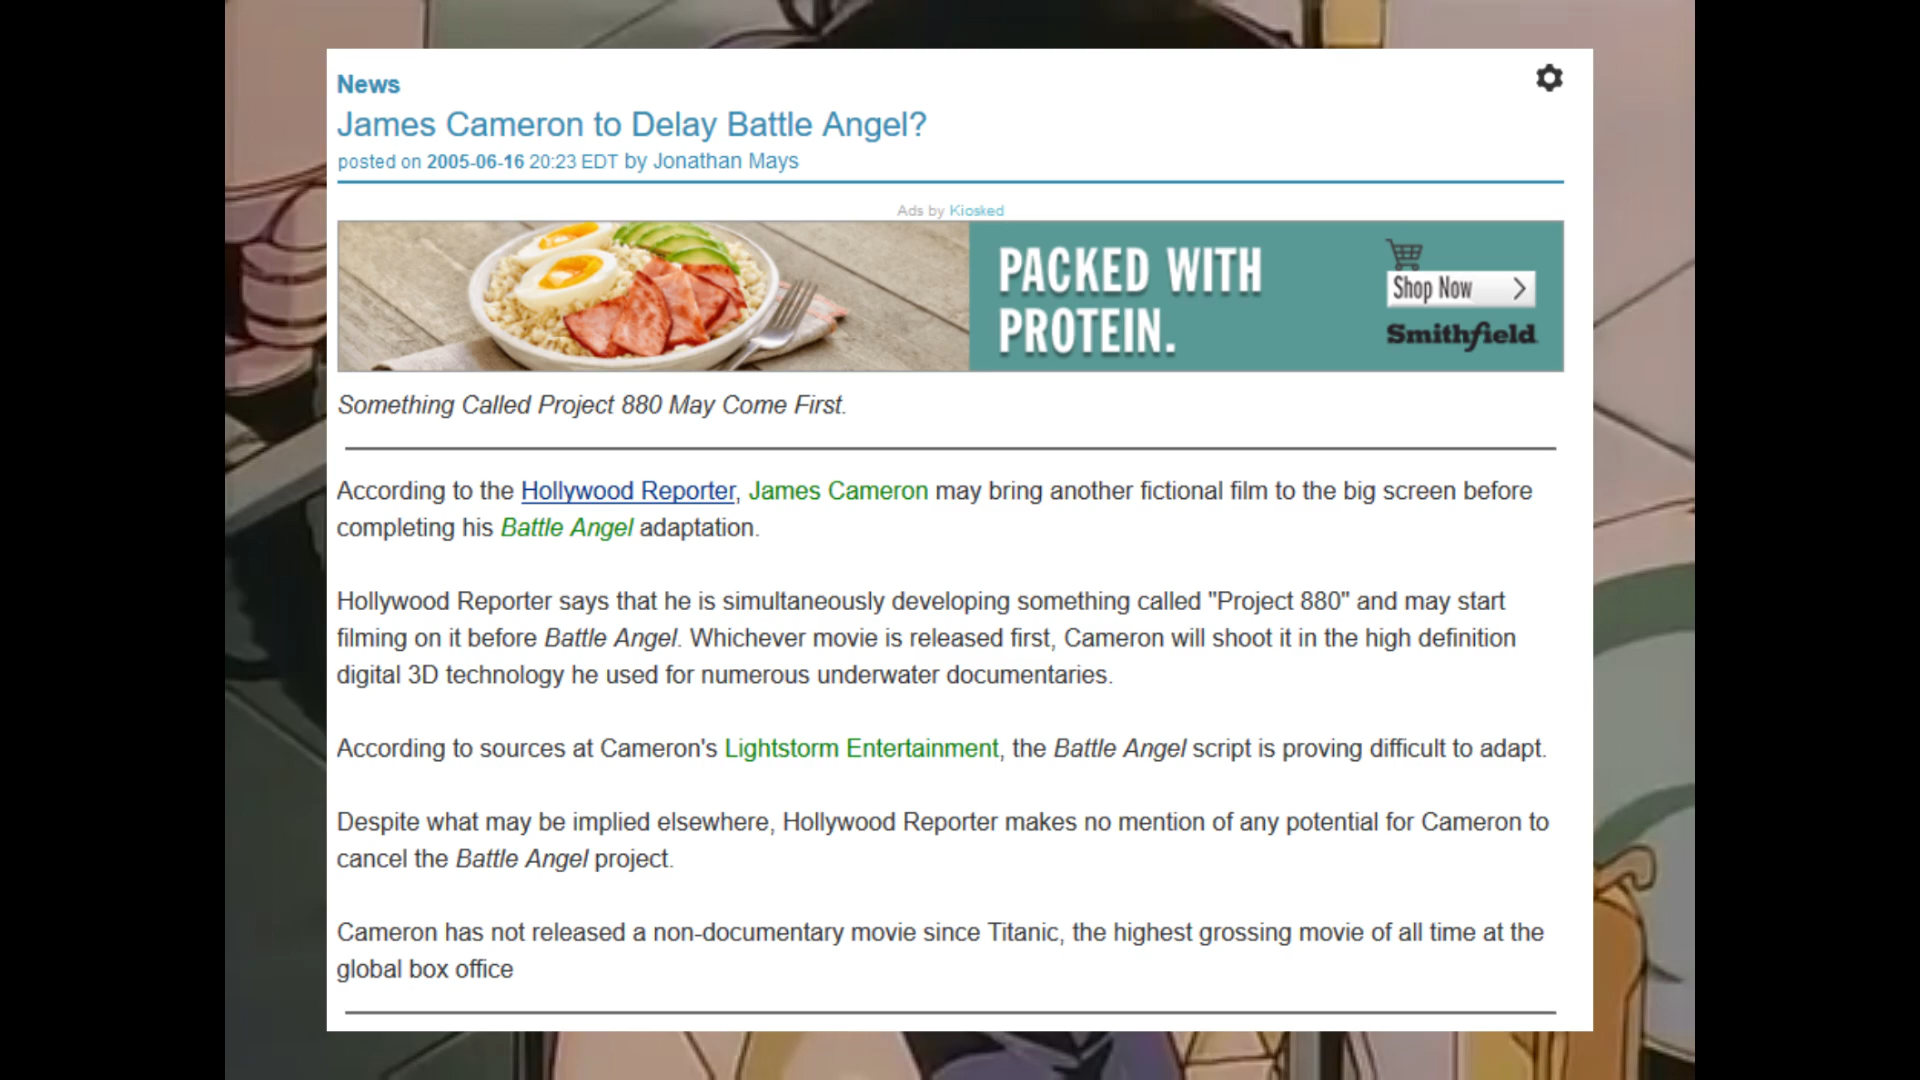 News
James Cameron to Delay Battle Angel?
posted on 2005-06-16 20:23 EDT by Jonathan Mays
Ads by Kiosked
PACKED WITH
PROTEIN.
Shop Now
Smithfield
Something Called Project 880 May Come First.
According to the Hollywood Reporter, James Cameron may bring another fictional film to the big screen before
completing his Battle Angel adaptation.
Hollywood Reporter says that he is simultaneously developing something called "Project 880" and may start
filming on it before Battle Angel. Whichever movie is released first, Cameron will shoot it in the high definition
digital 3D technology he used for numerous underwater documentaries.
According to sources at Cameron's Lightstorm Entertainment, the Battle Angel script is proving difficult to adapt.
Despite what may be implied elsewhere, Hollywood Reporter makes no mention of any potential for Cameron to
cancel the Battle Angel project.
Cameron has not released a non-documentary movie since Titanic, the highest grossing movie of all time at the
global box office